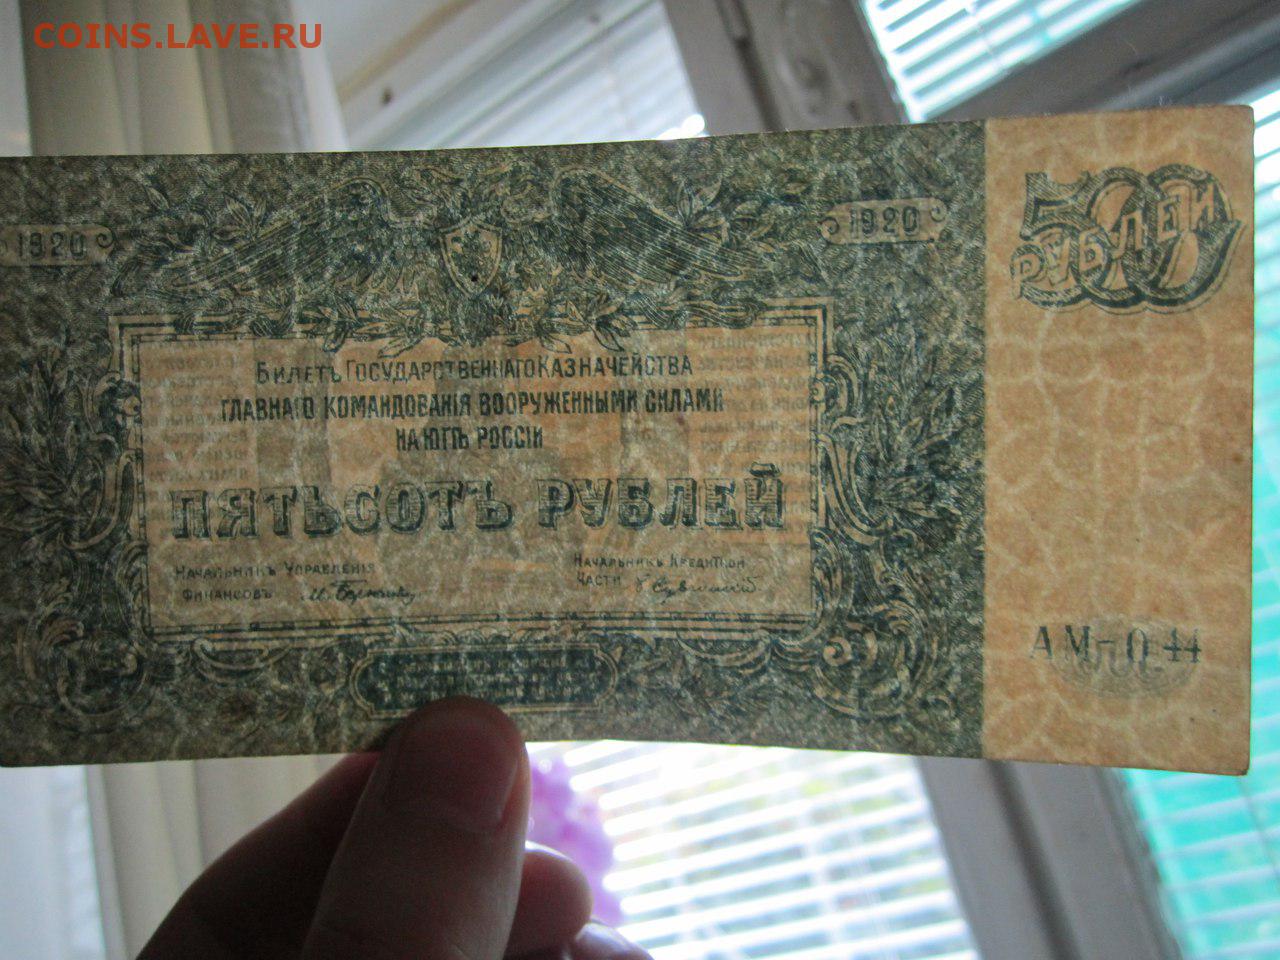 COINS.LAVE.RU
1920
1920
500
РУБЛЕЙ
БИЛЕТЪ ГОСУДАРСТВЕННАГО КАЗНАЧЕЙСТВА
ГЛАВНАГО КОМАНДОВАНІЯ ВООРУЖЕННЫМИ СИЛАМИ
НА ЮГѢ РОССІИ
ПЯТЬСОТЪ РУБЛЕЙ
НАЧАЛЬНИКЪ УПРАВЛЕНІЯ
ФИНАНСОВЪ
НАЧАЛЬНИКЪ КРЕДИТНОЙ
ЧАСТИ
АМ-044